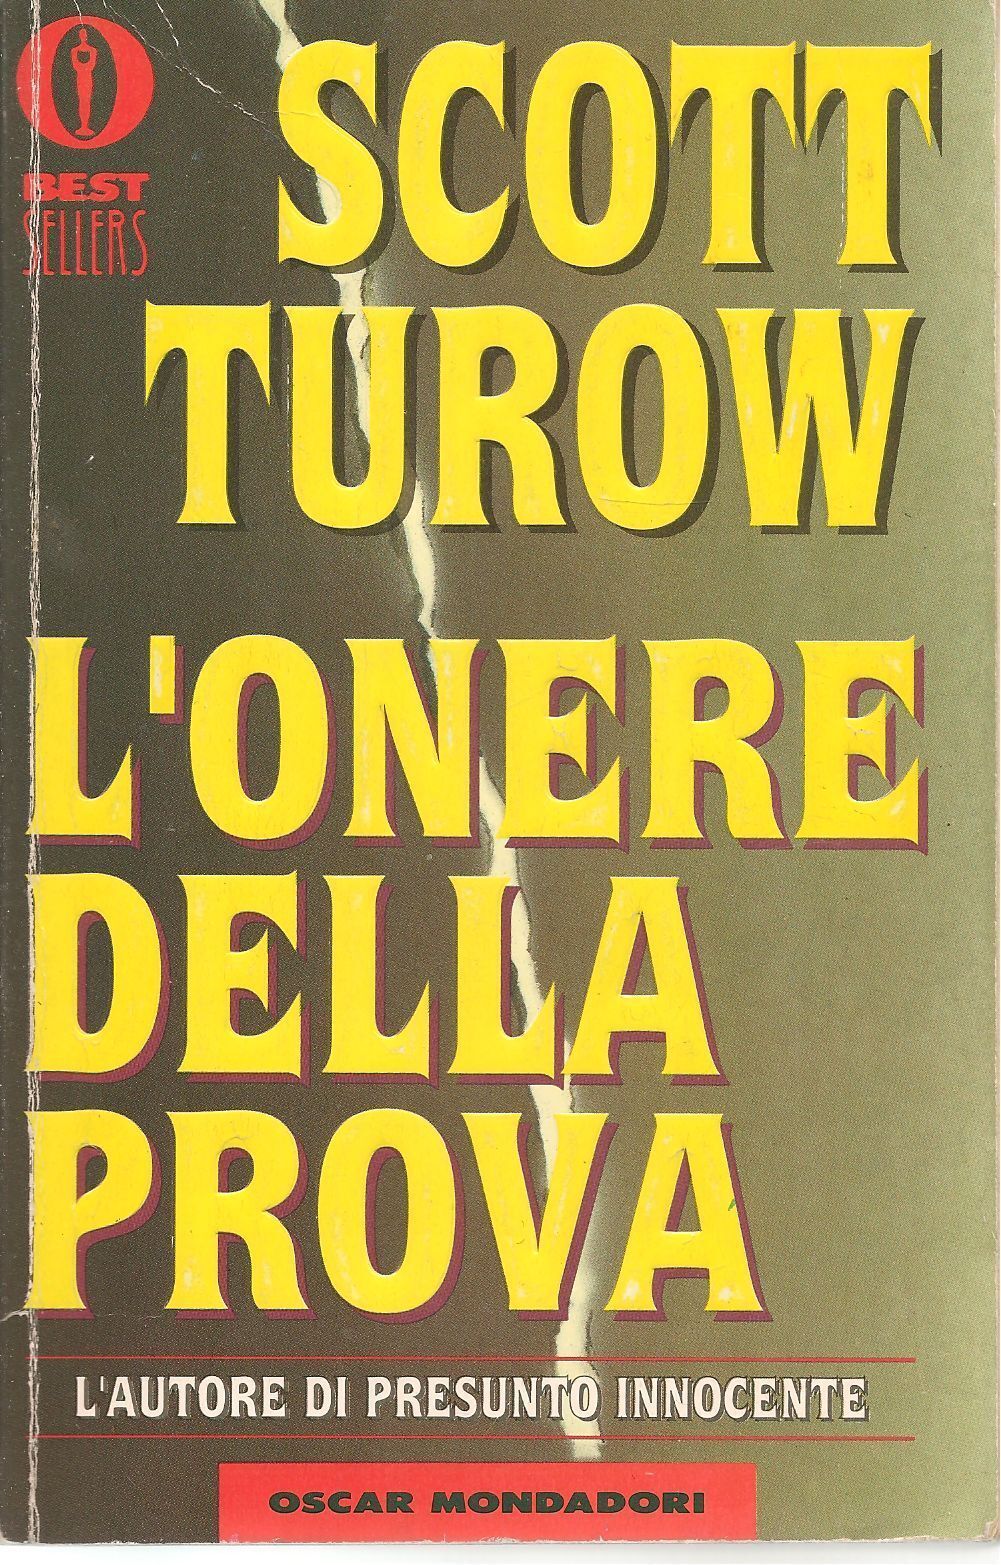 BEST
SELLERS
SCOTT
TUROW
L'ONERE
DELLA
PROVA
L'AUTORE DI PRESUNTO INNOCENTE
OSCAR MONDADORI